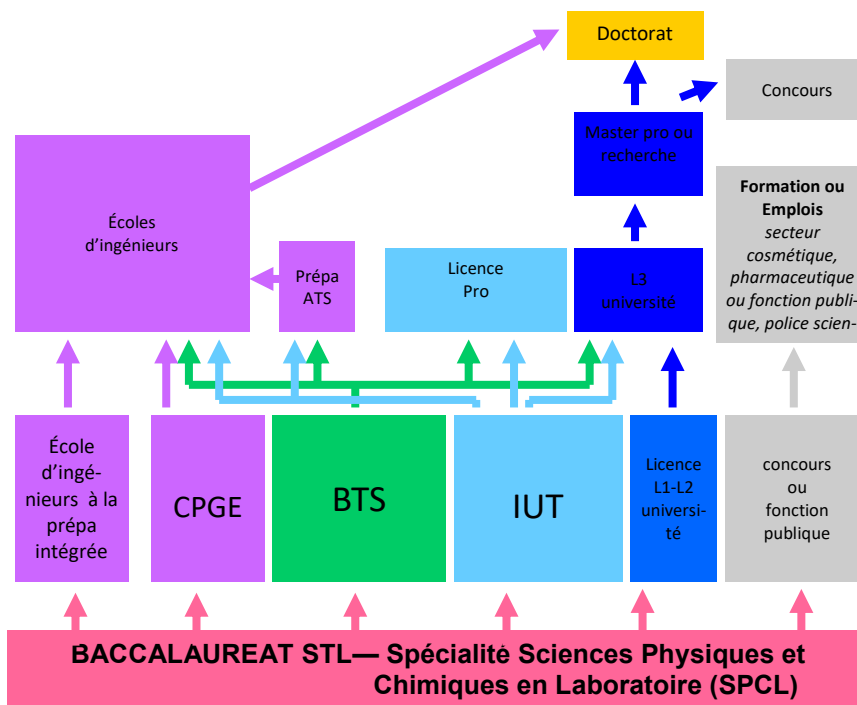 Doctorat
Concours
Master pro ou
recherche
Formation ou
Emplois
secteur
cosmétique,
pharmaceutique
ou fonction publi-
que, police scien-
Écoles
d’ingénieurs
Prépa
ATS
Licence
Pro
L3
université
École
d’ingé-
nieurs à la
prépa
intégrée
CPGE
BTS
IUT
Licence
L1-L2
universi-
té
concours
ou
fonction
publique
BACCALAUREAT STL— Spécialité Sciences Physiques et
Chimiques en Laboratoire (SPCL)